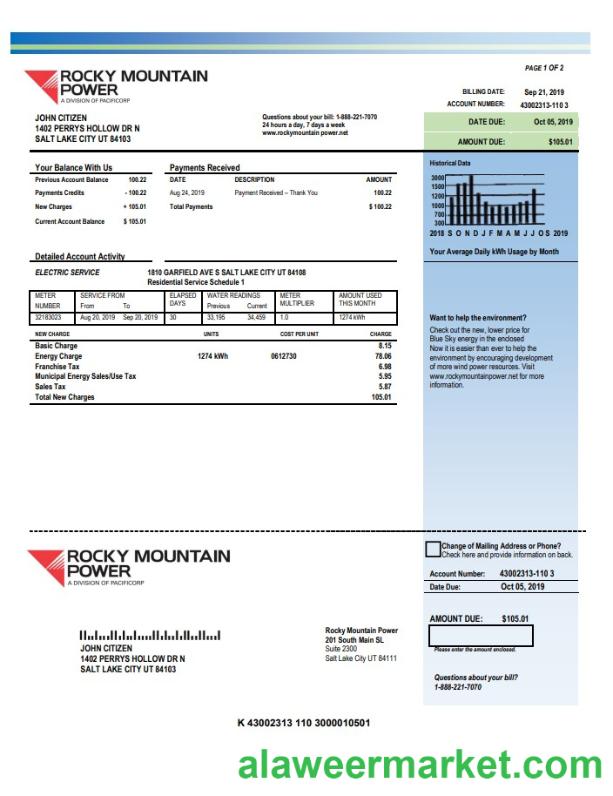 PAGE 1 OF 2
ROCKY MOUNTAIN
POWER
A DIVISION OF PACIFICORP
BILLING DATE: Sep 21, 2019
ACCOUNT NUMBER: 43002313-110 3
DATE DUE: Oct 05, 2019
AMOUNT DUE: $105.01
JOHN CITIZEN
1402 PERRYS HOLLOW DR N
SALT LAKE CITY UT 84103
Questions about your bill: 1-888-221-7070
24 hours a day, 7 days a week
www.rockymountain power.net
Your Balance With Us
Previous Account Balance 100.22
Payments Credits - 100.22
New Charges + 105.01
Current Account Balance $ 105.01
Payments Received
DATE DESCRIPTION AMOUNT
Aug 24, 2019 Payment Received – Thank You 100.22
Total Payments $ 100.22
Historical Data
3000
1500
1200
1000
700
300
2018 S O N D J F M A M J J O S 2019
Your Average Daily kWh Usage by Month
Detailed Account Activity
ELECTRIC SERVICE 1810 GARFIELD AVE S SALT LAKE CITY UT 84108
Residential Service Schedule 1
METER SERVICE FROM ELAPSED WATER READINGS METER AMOUNT USED
NUMBER From To DAYS Previous Current MULTIPLIER THIS MONTH
32183023 Aug 20, 2019 Sep 20, 2019 30 33,195 34,459 1.0 1274 kWh
NEW CHARGE UNITS COST PER UNIT CHARGE
Basic Charge 8.15
Energy Charge 1274 kWh 0612730 78.06
Franchise Tax 6.98
Municipal Energy Sales/Use Tax 5.95
Sales Tax 5.87
Total New Charges 105.01
Want to help the environment?
Check out the new, lower price for
Blue Sky energy in the enclosed
Now it is easier than ever to help the
environment by encouraging development
of more wind power resources. Visit
www.rockymountainpower.net for more
information.
ROCKY MOUNTAIN
POWER
A DIVISION OF PACIFICORP
Change of Mailing Address or Phone?
Check here and provide information on back.
Account Number: 43002313-110 3
Date Due: Oct 05, 2019
AMOUNT DUE: $105.01
Please enter the amount enclosed.
Questions about your bill?
1-888-221-7070
JOHN CITIZEN
1402 PERRYS HOLLOW DR N
SALT LAKE CITY UT 84103
Rocky Mountain Power
201 South Main SL
Suite 2300
Salt Lake City UT 84111
K 43002313 110 3000010501
alaweermarket.com